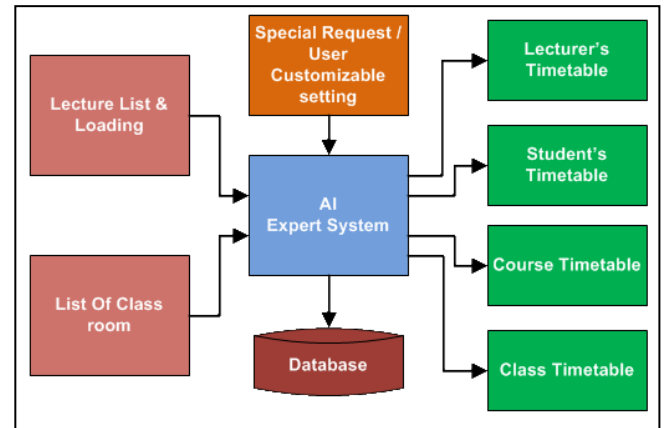 Special Request /
User
Customizable
setting
Lecture List &
Loading
List Of Class
room
AI
Expert System
Database
Lecturer's
Timetable
Student's
Timetable
Course Timetable
Class Timetable